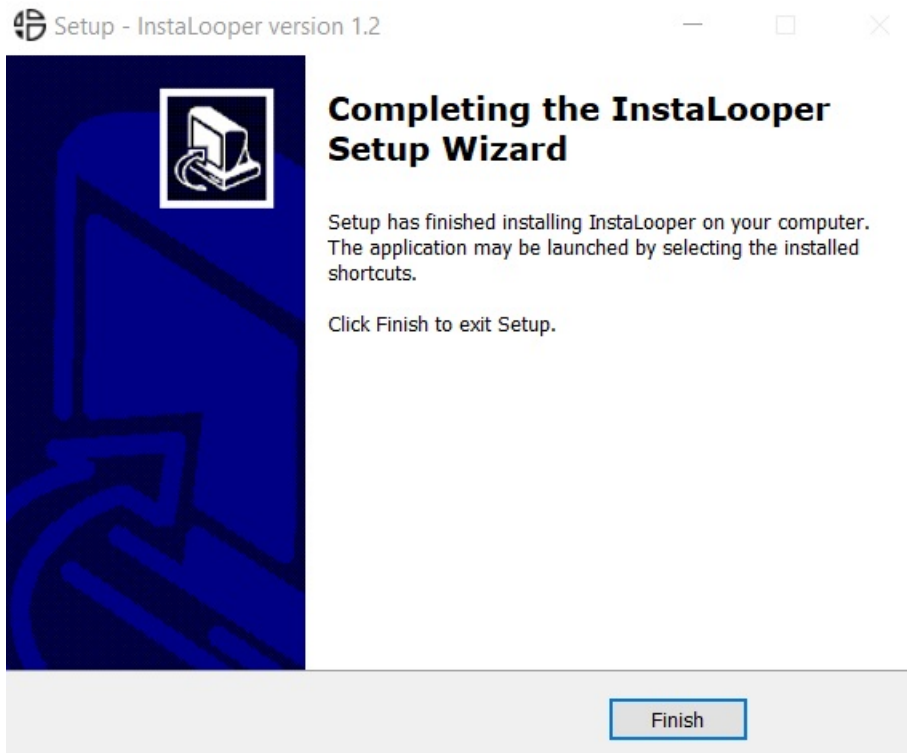 Setup - InstaLooper version 1.2
Completing the InstaLooper
Setup Wizard
Setup has finished installing InstaLooper on your computer.
The application may be launched by selecting the installed
shortcuts.
Click Finish to exit Setup.
Finish